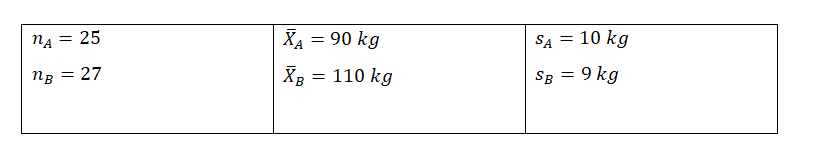 n_A = 25
X̄_A = 90 kg
s_A = 10 kg
n_B = 27
X̄_B = 110 kg
s_B = 9 kg